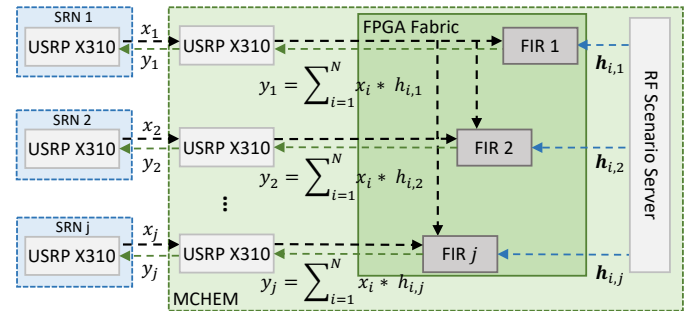 SRN 1
USRP X310
x₁
y₁
USRP X310
FPGA Fabric
FIR 1
y₁ = ∑ᵢ₌₁ᴺ xᵢ * hᵢ,₁
hᵢ,₁
SRN 2
USRP X310
x₂
y₂
USRP X310
FIR 2
y₂ = ∑ᵢ₌₁ᴺ xᵢ * hᵢ,₂
hᵢ,₂
RF Scenario Server
⋮
SRN j
USRP X310
xⱼ
yⱼ
USRP X310
FIR j
yⱼ = ∑ᵢ₌₁ᴺ xᵢ * hᵢ,ⱼ
hᵢ,ⱼ
MCHEM